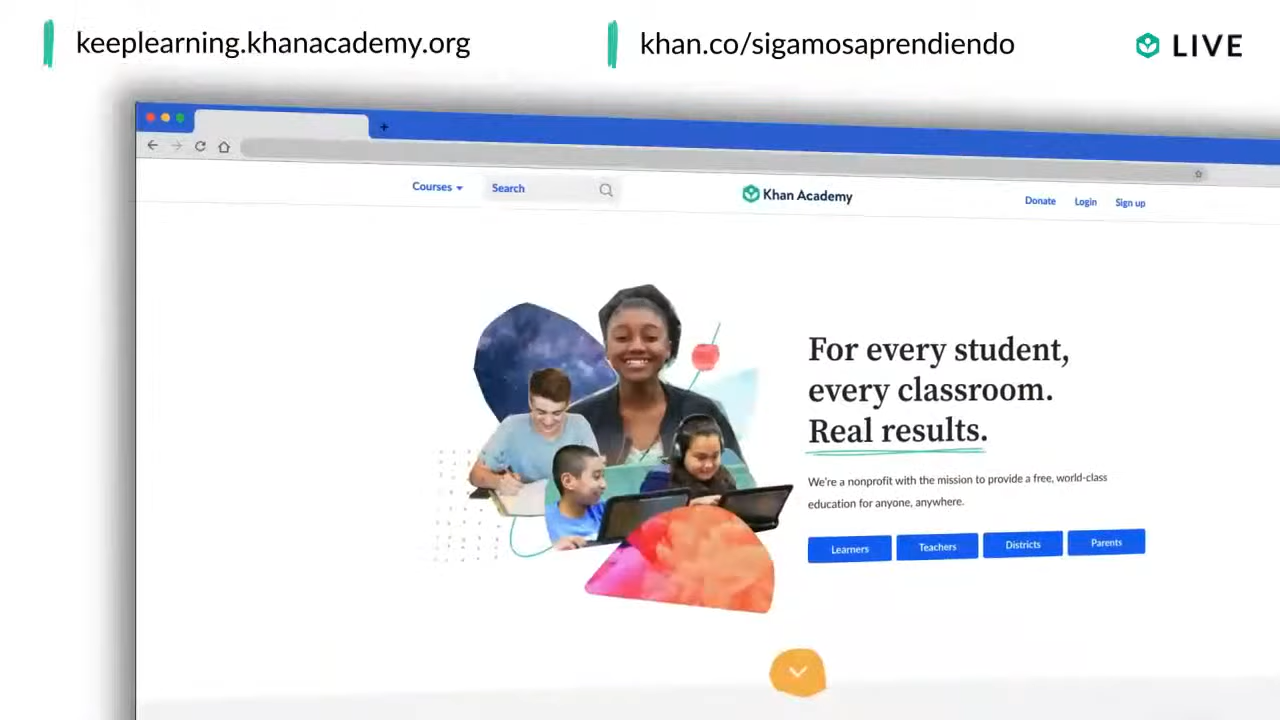 keeplearning.khanacademy.org
khan.co/sigamosaprendiendo
LIVE
Courses
Search
Khan Academy
Donate
Login
Sign up
For every student,
every classroom.
Real results.
We're a nonprofit with the mission to provide a free, world-class
education for anyone, anywhere.
Learners
Teachers
Districts
Parents